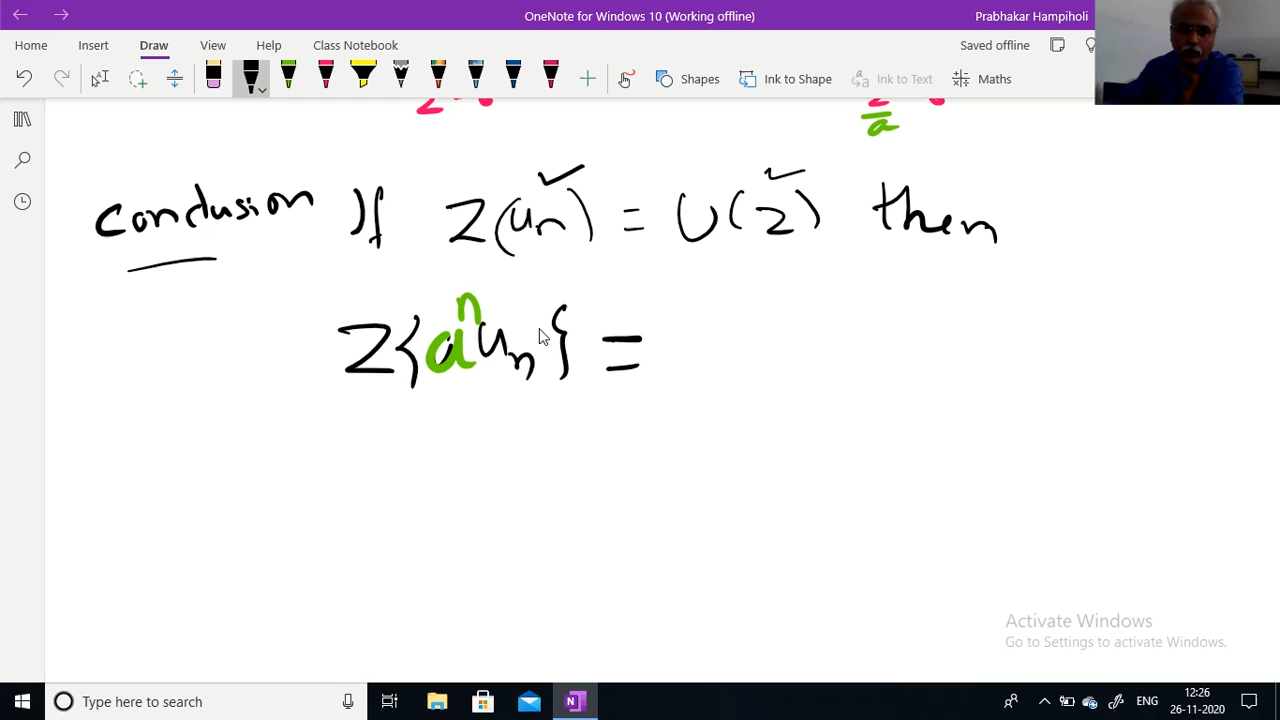 OneNote for Windows 10 (Working offline)
Prabhakar Hampiholi
Home Insert Draw View Help Class Notebook
Saved offline
Shapes Ink to Shape Ink to Text Maths
a
Conclusion If Z(uₙ) = U(z) then
Z{aⁿuₙ} =
Activate Windows
Go to Settings to activate Windows.
Type here to search
ENG
12:26
26-11-2020